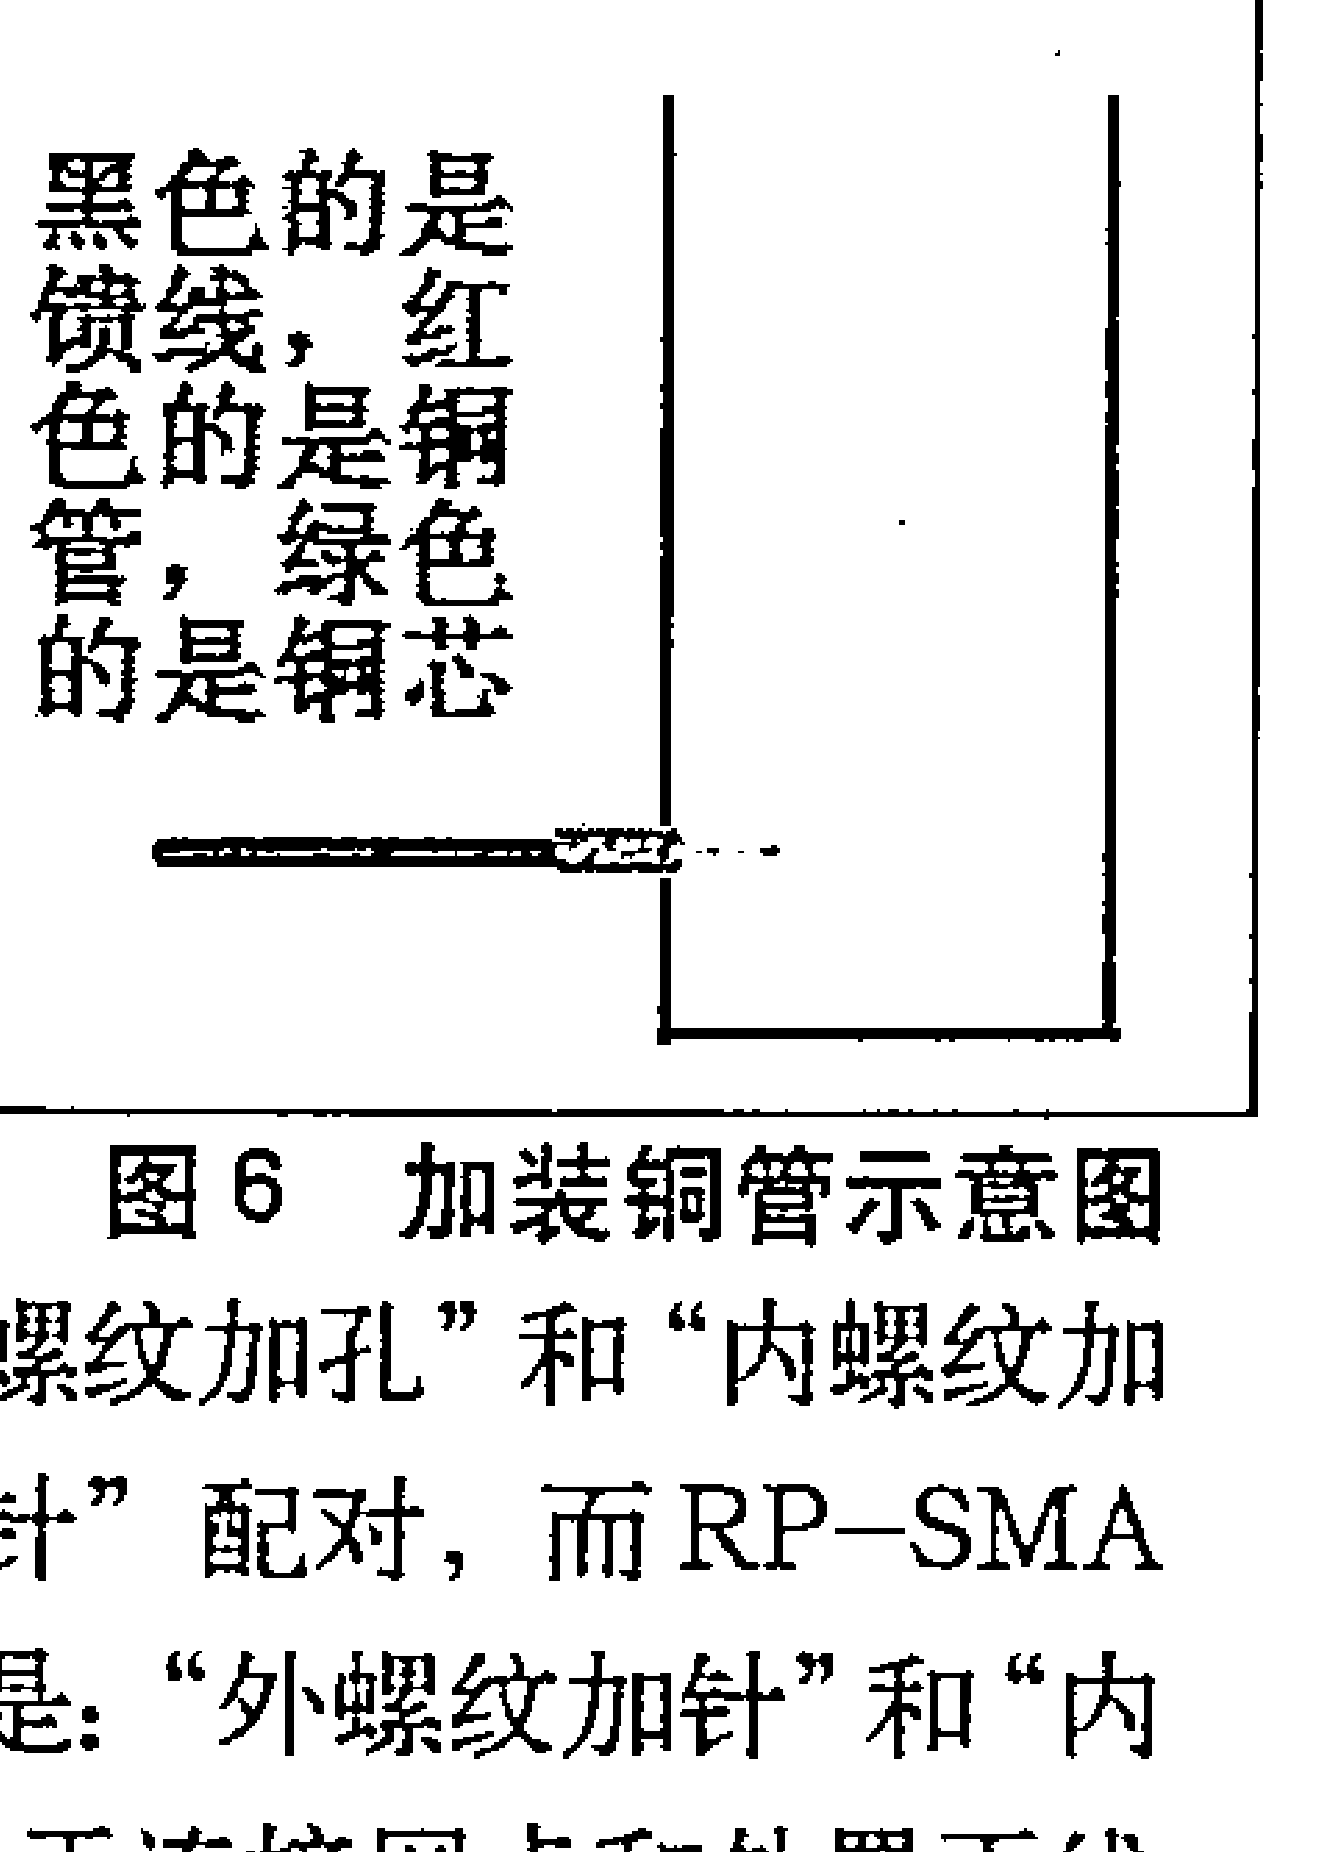 黑色的是
馈线，红
色的是铜
管，绿色
的是铜芯
图6 加装铜管示意图
螺纹加孔”和“内螺纹加
针”配对，而RP-SMA
是：“外螺纹加针”和“内